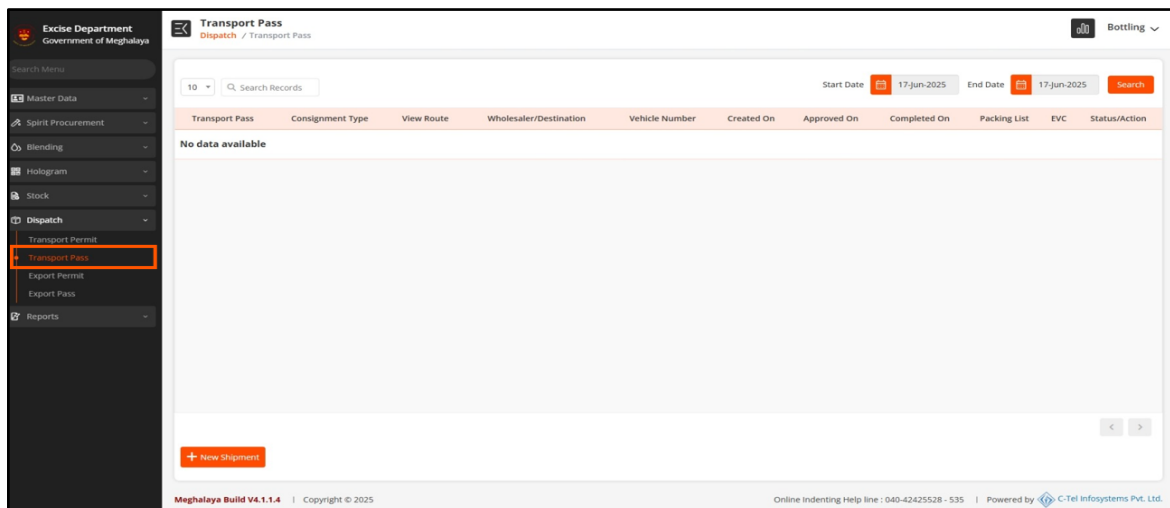 Excise Department
Government of Meghalaya
Search Menu
Master Data
Spirit Procurement
Blending
Hologram
Stock
Dispatch
Transport Permit
Transport Pass
Export Permit
Export Pass
Reports
Transport Pass
Dispatch / Transport Pass
Bottling
10 Search Records Start Date 17-Jun-2025 End Date 17-Jun-2025 Search
Transport Pass Consignment Type View Route Wholesaler/Destination Vehicle Number Created On Approved On Completed On Packing List EVC Status/Action
No data available
< >
+ New Shipment
Meghalaya Build V4.1.1.4 | Copyright © 2025 Online Indenting Help line : 040-42425528 - 535 | Powered by C-Tel Infosystems Pvt. Ltd.